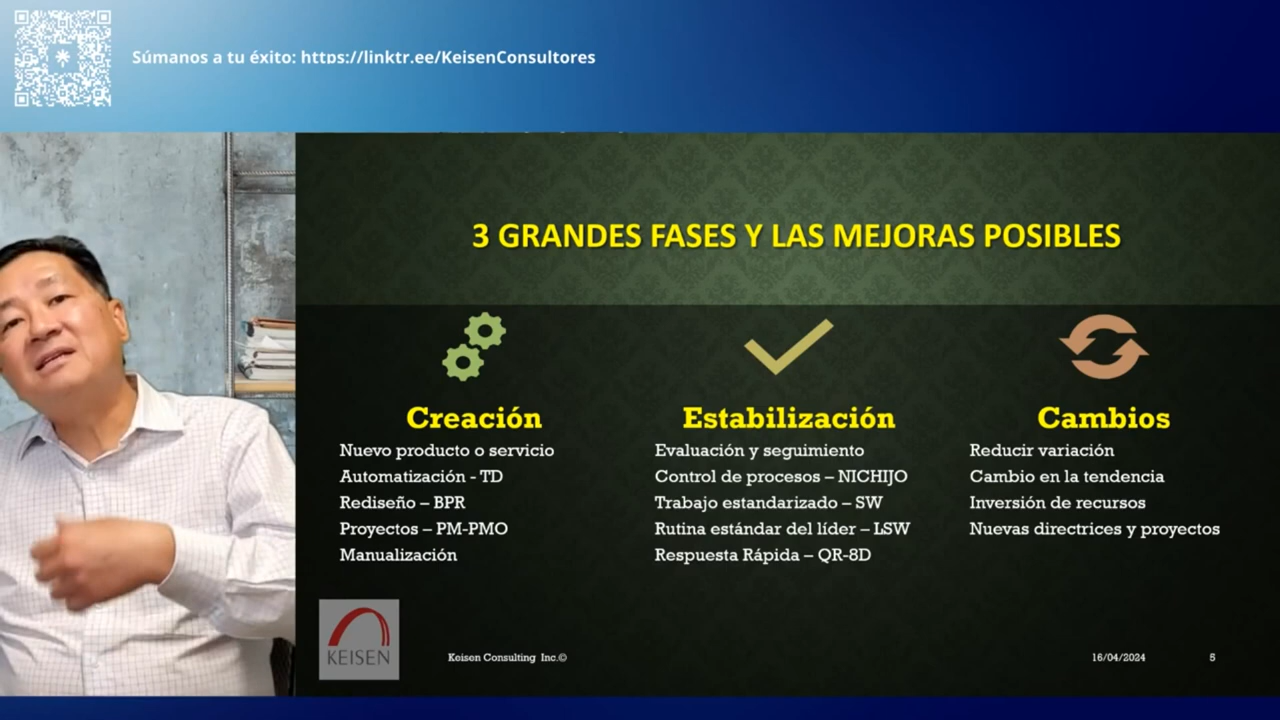 Súmanos a tu éxito: https://linktr.ee/KeisenConsultores
3 GRANDES FASES Y LAS MEJORAS POSIBLES
Creación
Nuevo producto o servicio
Automatización - TD
Rediseño – BPR
Proyectos – PM-PMO
Manualización
Estabilización
Evaluación y seguimiento
Control de procesos – NICHIJO
Trabajo estandarizado – SW
Rutina estándar del líder – LSW
Respuesta Rápida – QR-8D
Cambios
Reducir variación
Cambio en la tendencia
Inversión de recursos
Nuevas directrices y proyectos
KEISEN
Keisen Consulting Inc.©
16/04/2024
5